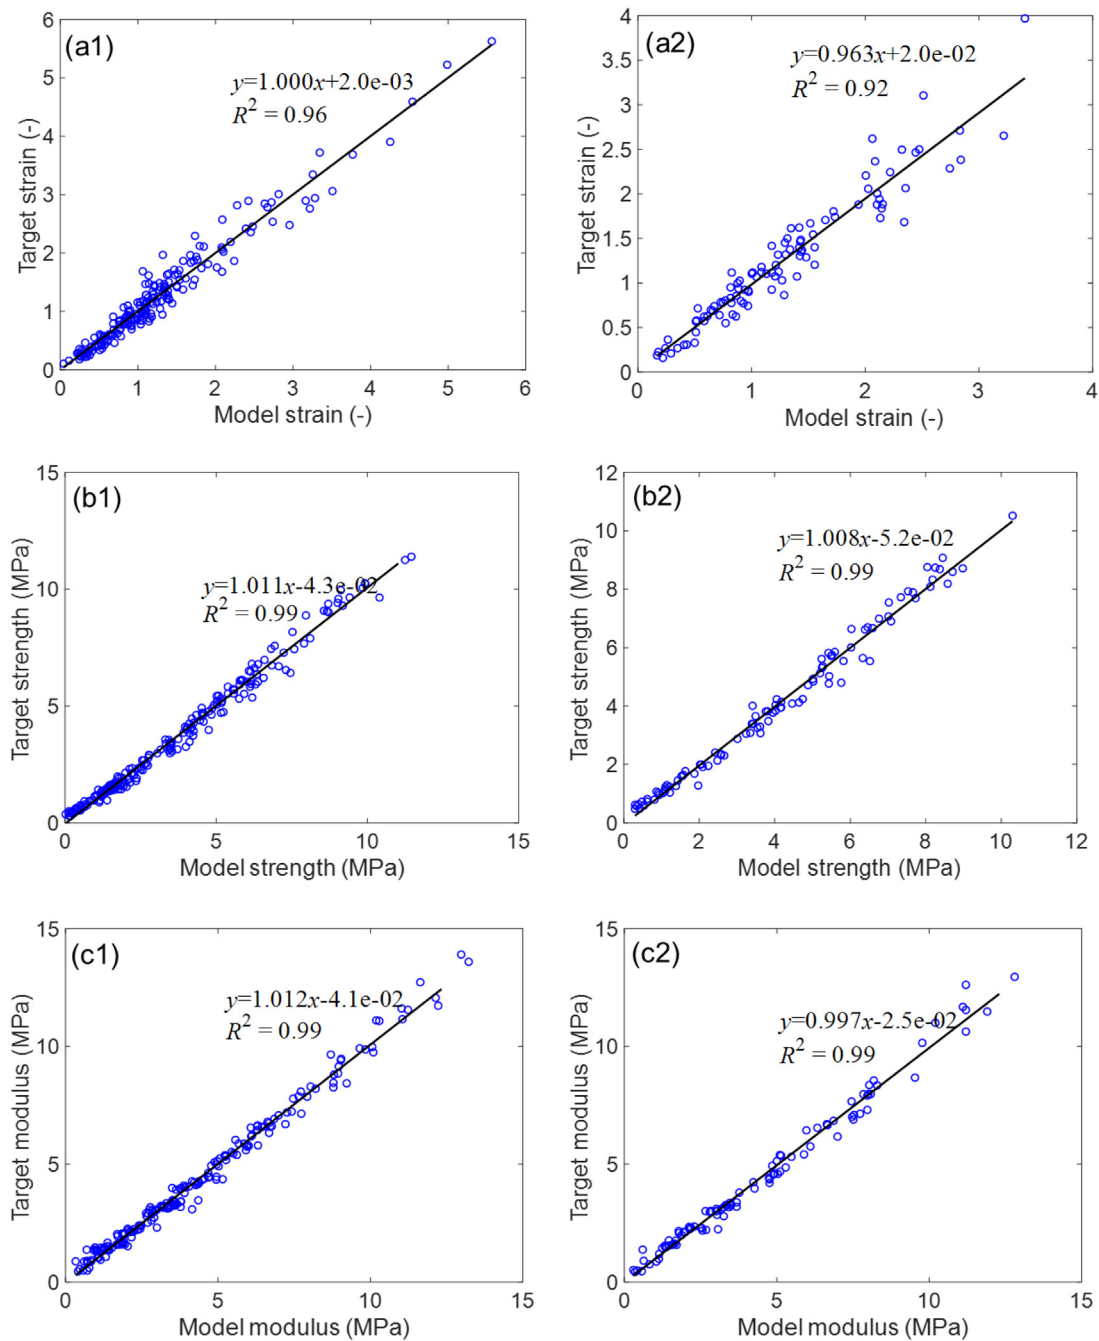 (a1)
y=1.000x+2.0e-03
R² = 0.96
Target strain (-)
6
5
4
3
2
1
0
0 1 2 3 4 5 6
Model strain (-)
(a2)
y=0.963x+2.0e-02
R² = 0.92
Target strain (-)
4
3.5
3
2.5
2
1.5
1
0.5
0
0 1 2 3 4
Model strain (-)
(b1)
y=1.011x-4.3e-02
R² = 0.99
Target strength (MPa)
15
10
5
0
0 5 10 15
Model strength (MPa)
(b2)
y=1.008x-5.2e-02
R² = 0.99
Target strength (MPa)
12
10
8
6
4
2
0
0 2 4 6 8 10 12
Model strength (MPa)
(c1)
y=1.012x-4.1e-02
R² = 0.99
Target modulus (MPa)
15
10
5
0
0 5 10 15
Model modulus (MPa)
(c2)
y=0.997x-2.5e-02
R² = 0.99
Target modulus (MPa)
15
10
5
0
0 5 10 15
Model modulus (MPa)